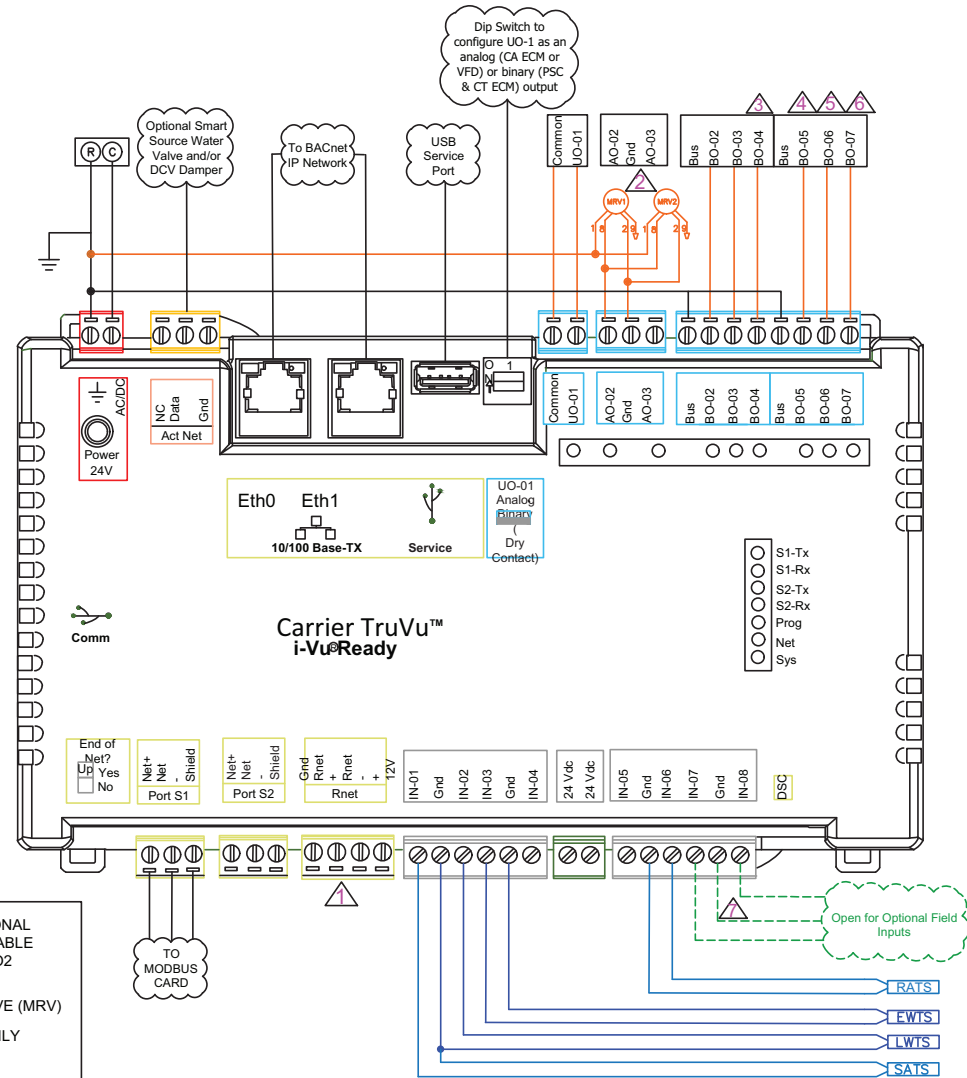 Dip Switch to
configure UO-1 as an
analog (CA ECM or
VFD) or binary (PSC
& CT ECM) output
Optional Smart
Source Water
Valve and/or
DCV Damper
To BACnet
IP Network
USB
Service
Port
R C
Common
UO-01
AO-02
Gnd
AO-03
Bus
BO-02
BO-03
BO-04
Bus
BO-05
BO-06
BO-07
2
3
4
5
6
MRV1
MRV2
1 8 2 9
1 8 2 9
AC/DC
Power
24V
NC
Data
Gnd
Act Net
1
Common
UO-01
AO-02
Gnd
AO-03
Bus
BO-02
BO-03
BO-04
Bus
BO-05
BO-06
BO-07
Eth0 Eth1
10/100 Base-TX
Service
UO-01
Analog
Binary
(
Dry
Contact)
S1-Tx
S1-Rx
S2-Tx
S2-Rx
Prog
Net
Sys
Comm
Carrier TruVu™
i-Vu®Ready
End of
Net?
Up Yes
No
Net+
Net
-
Shield
Port S1
Net+
Net
-
Shield
Port S2
Gnd
Rnet
+
Rnet
-
+
12V
Rnet
IN-01
Gnd
IN-02
IN-03
Gnd
IN-04
24 Vdc
24 Vdc
IN-05
Gnd
IN-06
IN-07
Gnd
IN-08
DSC
1
7
Open for Optional Field
Inputs
TO
MODBUS
CARD
RATS
EWTS
LWTS
SATS